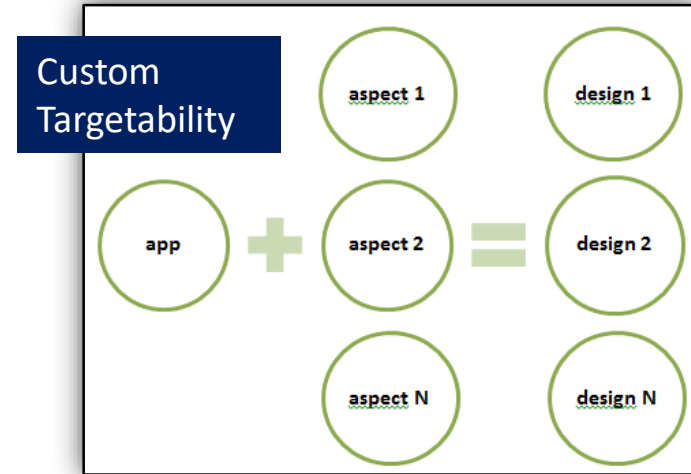 Custom
Targetability
aspect 1
design 1
app
aspect 2
design 2
aspect N
design N